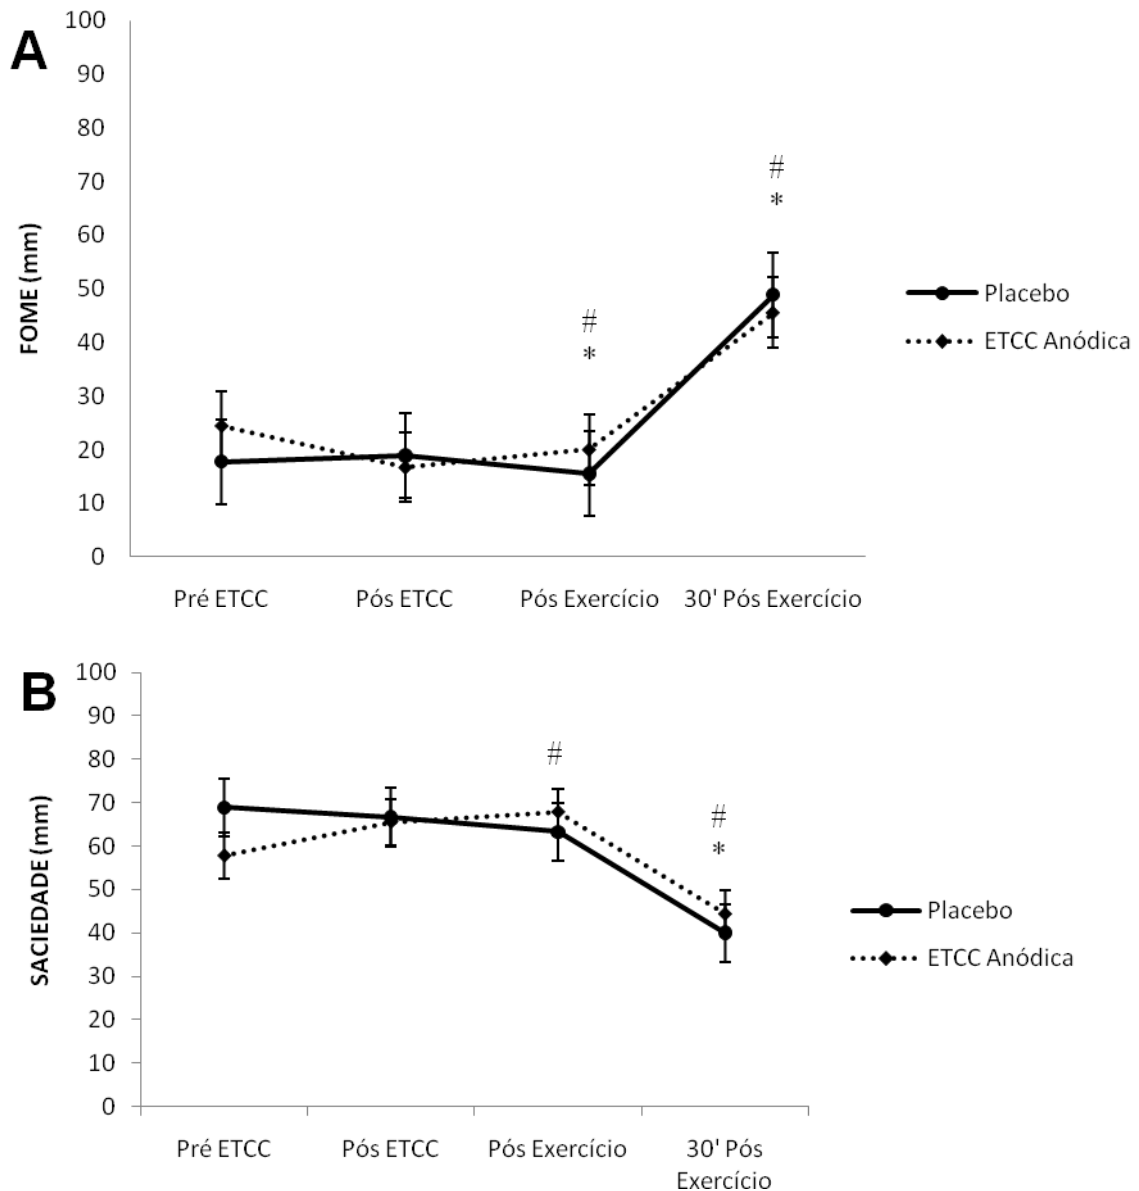 A
FOME (mm)
100
90
80
70
60
50
40
30
20
10
0
#
*
#
*
Placebo
ETCC Anódica
Pré ETCC
Pós ETCC
Pós Exercício
30' Pós Exercício
B
SACIEDADE (mm)
100
90
80
70
60
50
40
30
20
10
0
#
#
*
Placebo
ETCC Anódica
Pré ETCC
Pós ETCC
Pós Exercício
30' Pós
Exercício